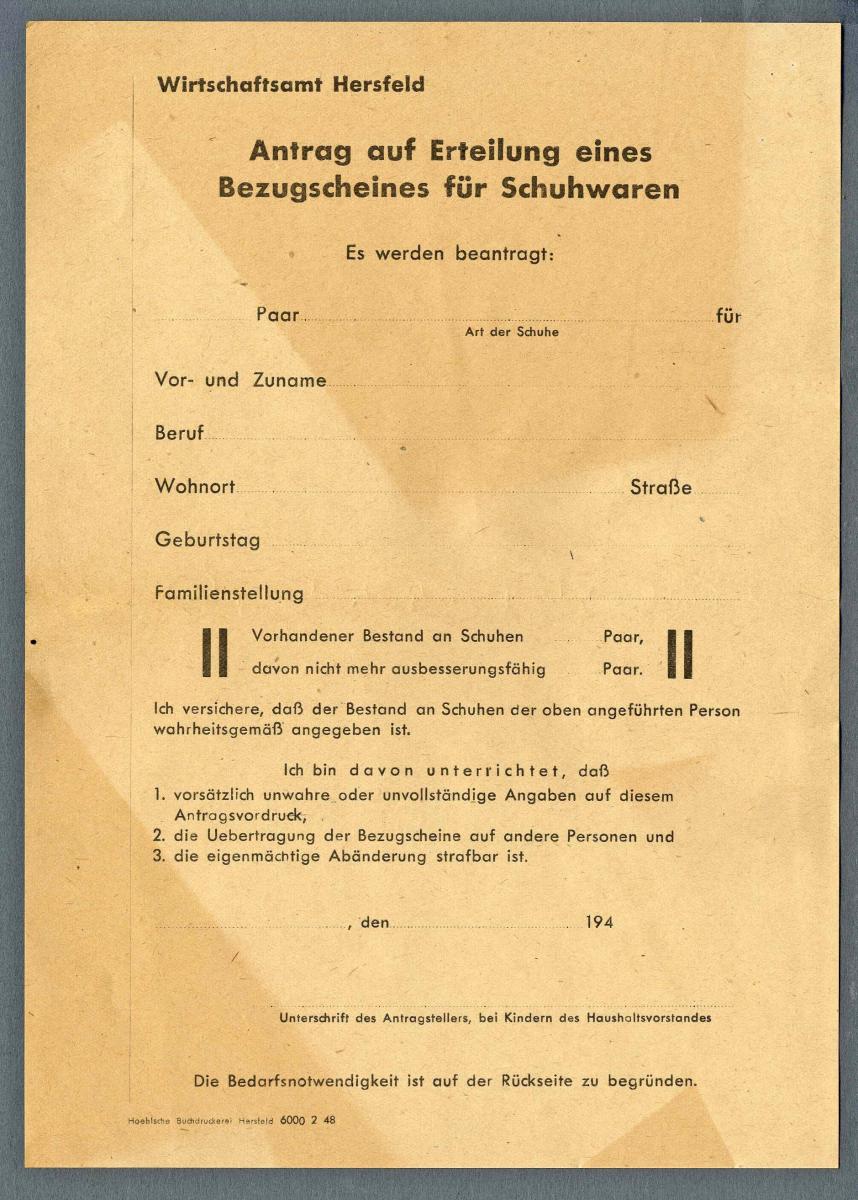 Wirtschaftsamt Hersfeld
Antrag auf Erteilung eines
Bezugscheines für Schuhwaren
Es werden beantragt:
Paar für
Art der Schuhe
Vor- und Zuname
Beruf
Wohnort Straße
Geburtstag
Familienstellung
Vorhandener Bestand an Schuhen Paar,
davon nicht mehr ausbesserungsfähig Paar.
Ich versichere, daß der Bestand an Schuhen der oben angeführten Person
wahrheitsgemäß angegeben ist.
Ich bin davon unterrichtet, daß
1. vorsätzlich unwahre oder unvollständige Angaben auf diesem
Antragsvordruck,
2. die Uebertragung der Bezugscheine auf andere Personen und
3. die eigenmächtige Abänderung strafbar ist.
, den 194
Unterschrift des Antragstellers, bei Kindern des Haushaltsvorstandes
Die Bedarfsnotwendigkeit ist auf der Rückseite zu begründen.
Hoehlsche Buchdruckerei Hersfeld 6000 2 48